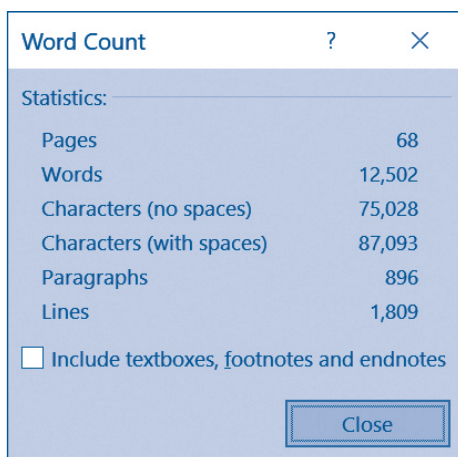 Word Count ? ×
Statistics:
Pages 68
Words 12,502
Characters (no spaces) 75,028
Characters (with spaces) 87,093
Paragraphs 896
Lines 1,809
Include textboxes, footnotes and endnotes
Close